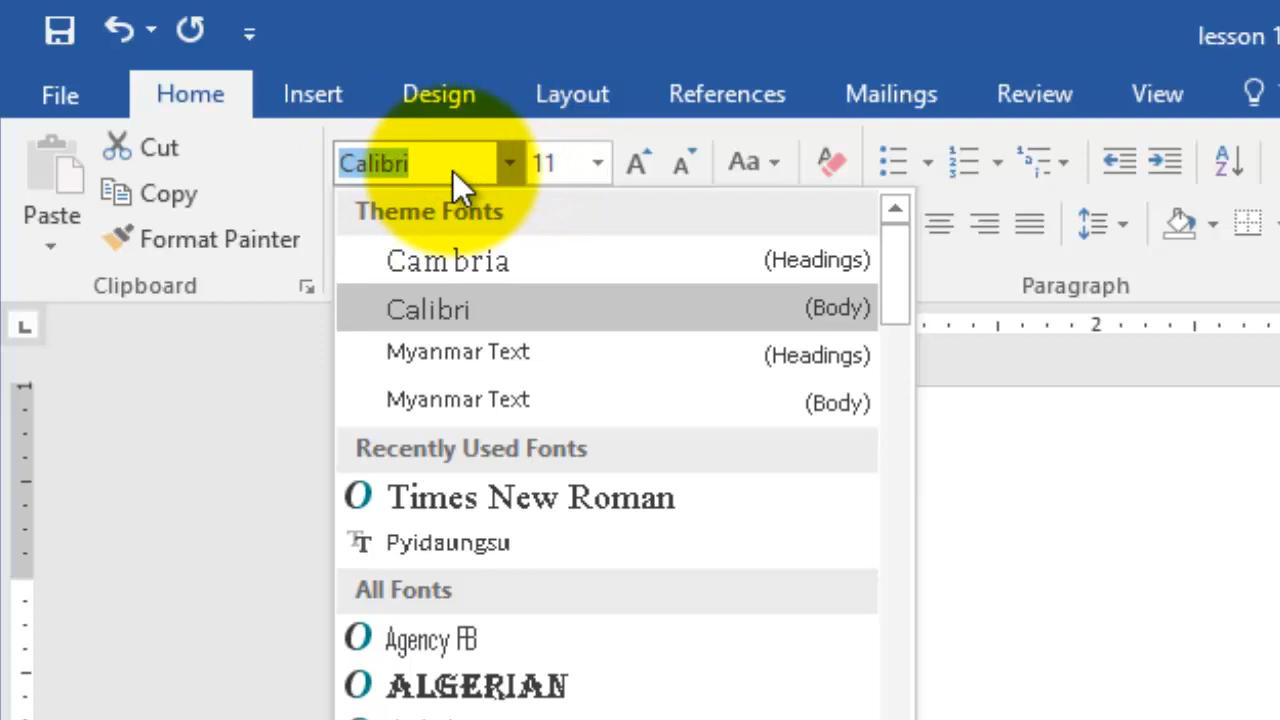 lesson 1
File Home Insert Design Layout References Mailings Review View
Cut
Copy
Format Painter
Paste
Clipboard
Calibri 11 Aa
Paragraph
2
1
Theme Fonts
Cambria (Headings)
Calibri (Body)
Myanmar Text (Headings)
Myanmar Text (Body)
Recently Used Fonts
Times New Roman
Pyidaungsu
All Fonts
Agency FB
ALGERIAN